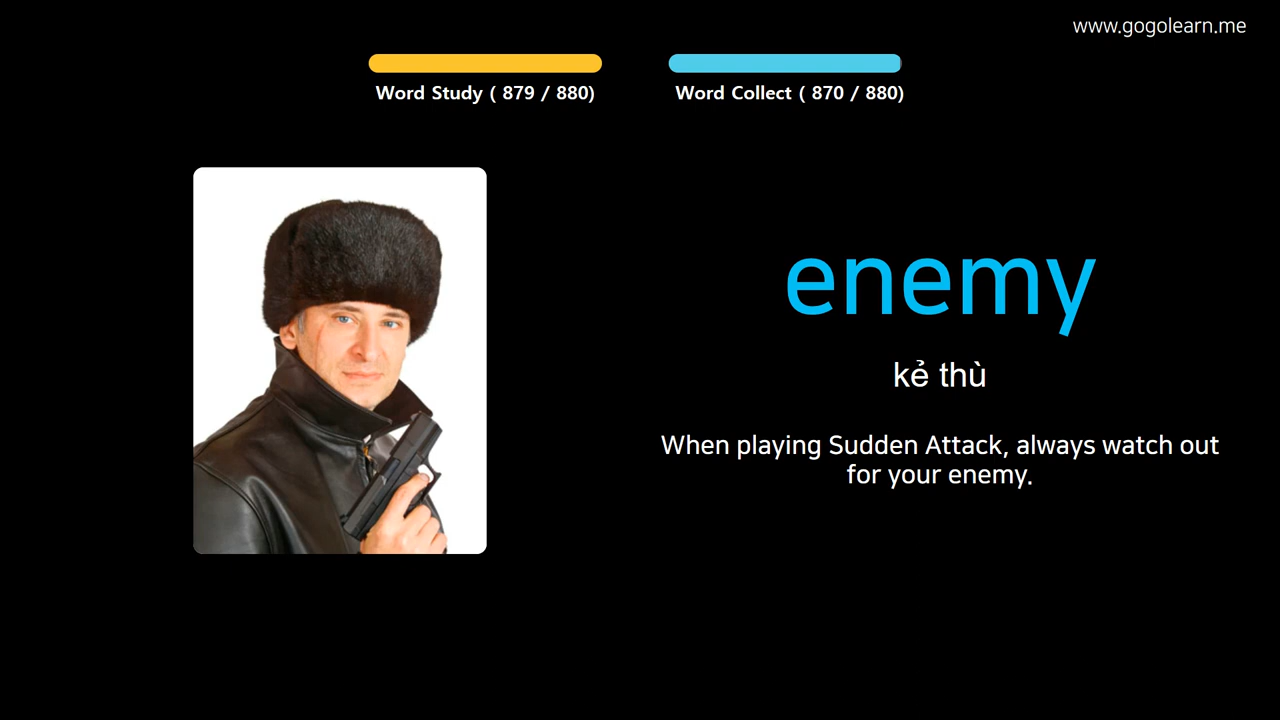 www.gogolearn.me
Word Study ( 879 / 880)
Word Collect ( 870 / 880)
enemy
kẻ thù
When playing Sudden Attack, always watch out
for your enemy.